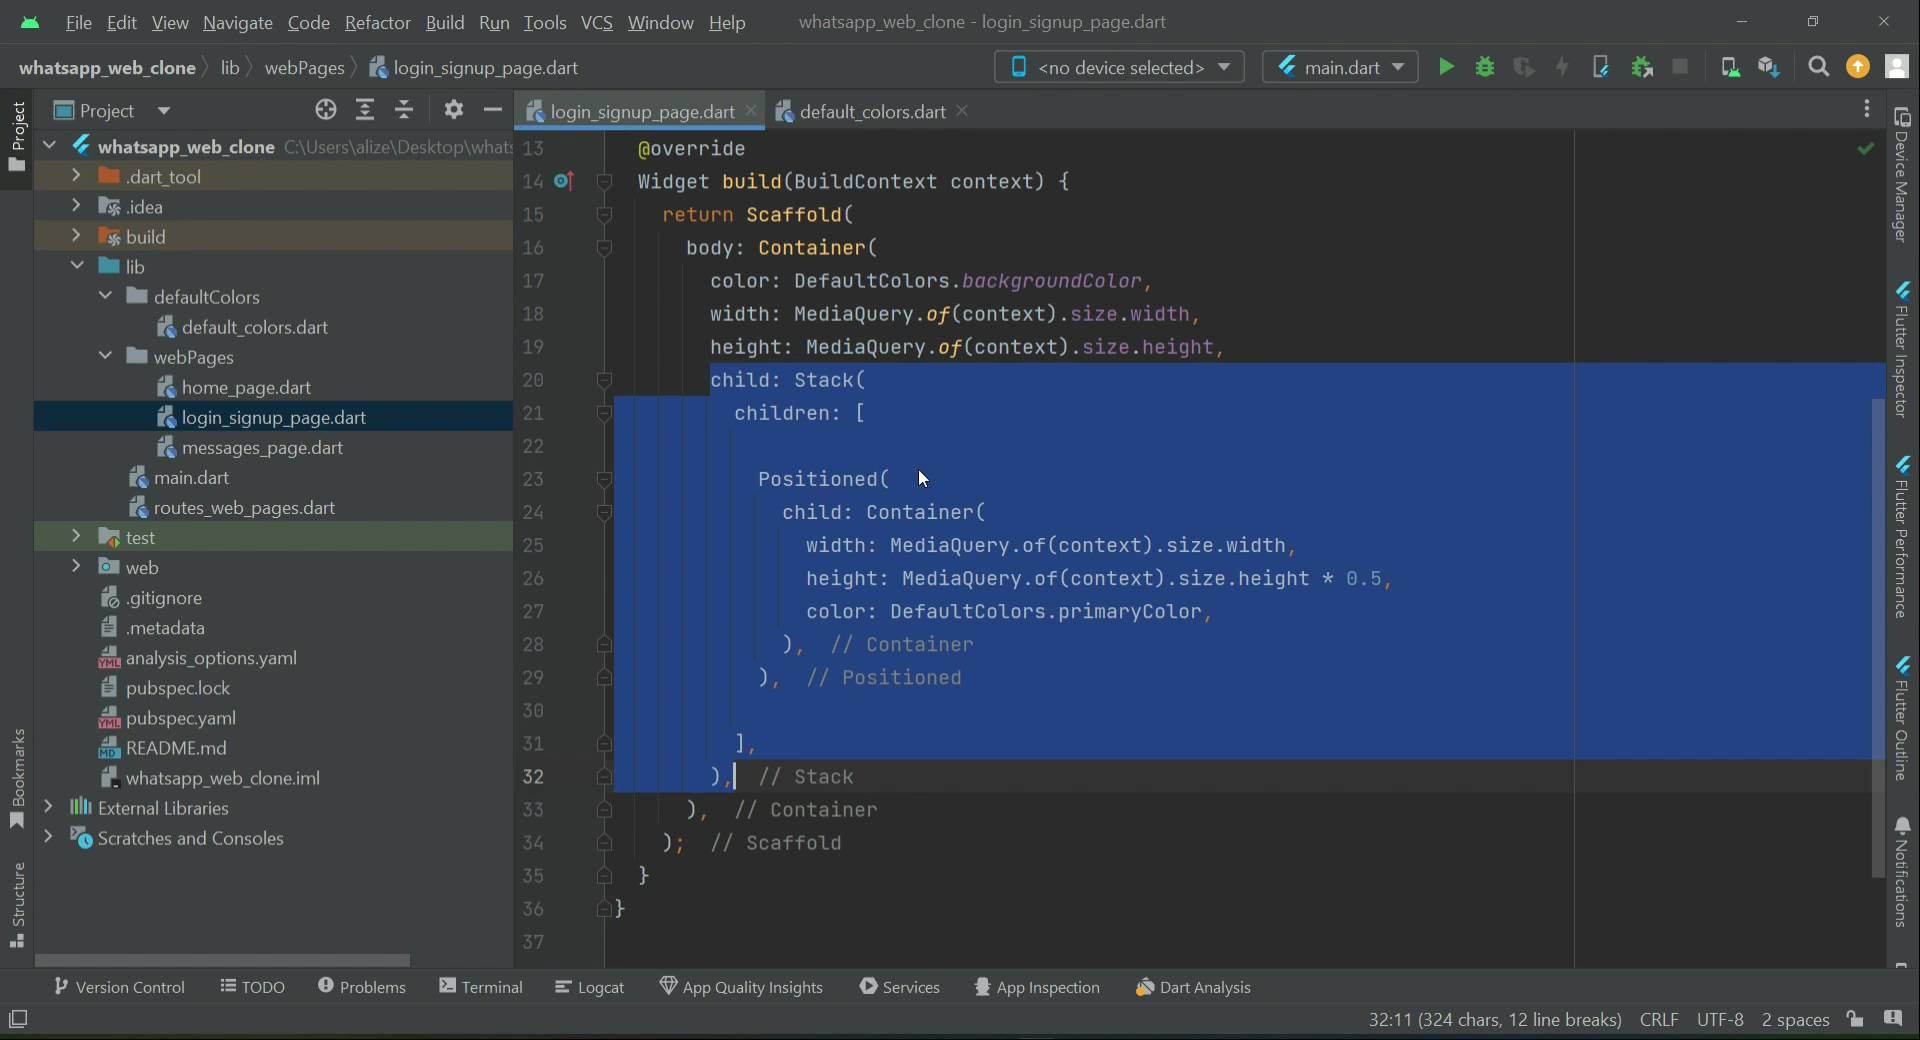 File Edit View Navigate Code Refactor Build Run Tools VCS Window Help whatsapp_web_clone - login_signup_page.dart
whatsapp_web_clone lib webPages login_signup_page.dart <no device selected> main.dart
Project
Project
login_signup_page.dart default_colors.dart
whatsapp_web_clone C:\Users\alize\Desktop\whats
.dart_tool
.idea
build
lib
defaultColors
default_colors.dart
webPages
home_page.dart
login_signup_page.dart
messages_page.dart
main.dart
routes_web_pages.dart
test
web
.gitignore
.metadata
analysis_options.yaml
pubspec.lock
pubspec.yaml
README.md
whatsapp_web_clone.iml
External Libraries
Scratches and Consoles
Bookmarks
Structure
13 @override
14 Widget build(BuildContext context) {
15 return Scaffold(
16 body: Container(
17 color: DefaultColors.backgroundColor,
18 width: MediaQuery.of(context).size.width,
19 height: MediaQuery.of(context).size.height,
20 child: Stack(
21 children: [
22
23 Positioned(
24 child: Container(
25 width: MediaQuery.of(context).size.width,
26 height: MediaQuery.of(context).size.height * 0.5,
27 color: DefaultColors.primaryColor,
28 ), // Container
29 ), // Positioned
30
31 ],
32 ), // Stack
33 ), // Container
34 ); // Scaffold
35 }
36 }
37
Device Manager
Flutter Inspector
Flutter Performance
Flutter Outline
Notifications
Version Control TODO Problems Terminal Logcat App Quality Insights Services App Inspection Dart Analysis
32:11 (324 chars, 12 line breaks) CRLF UTF-8 2 spaces